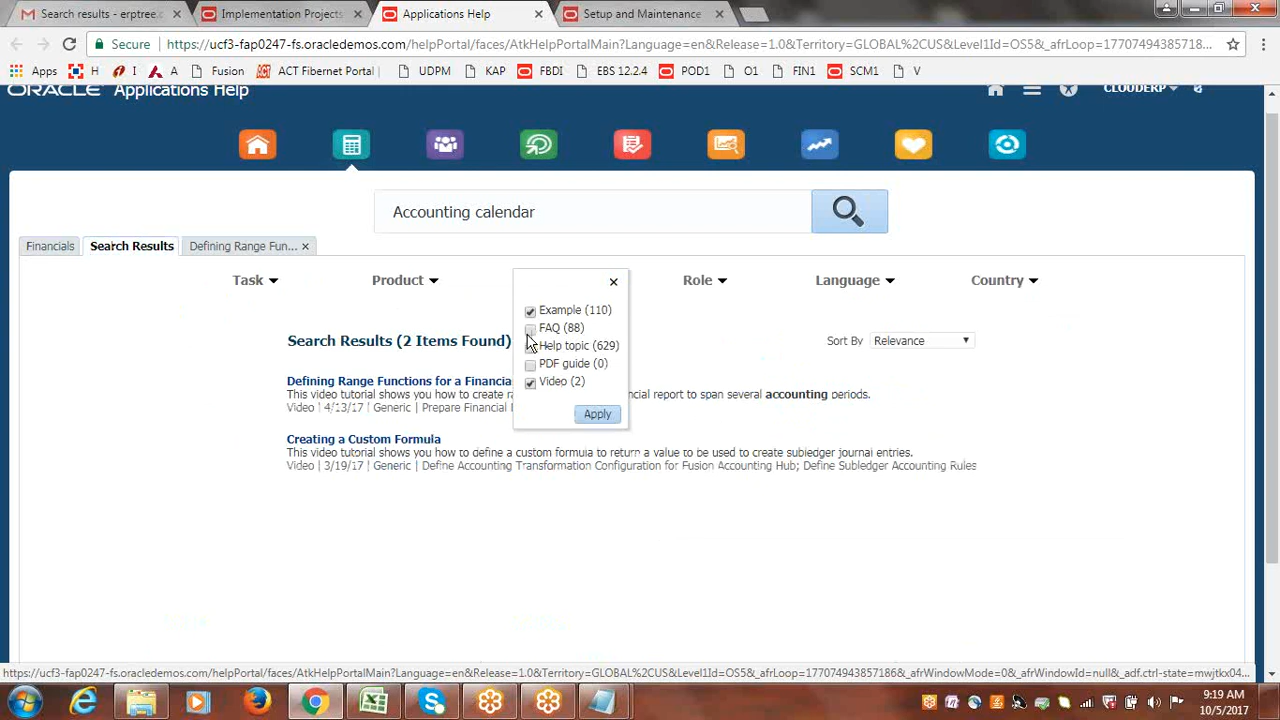 Search results - erptree.c
Implementation Projects
Applications Help
Setup and Maintenance
Secure
https://ucf3-fap0247-fs.oracledemos.com/helpPortal/faces/AtkHelpPortalMain?Language=en&Release=1.0&Territory=GLOBAL%2CUS&Level1Id=OS5&_afrLoop=17707494385718...
Apps
H
I
A
Fusion
ACT Fibernet Portal
UDPM
KAP
FBDI
EBS 12.2.4
POD1
O1
FIN1
SCM1
V
ORACLE Applications Help
CLOUDERP
Accounting calendar
Financials
Search Results
Defining Range Fun...
Task
Product
Role
Language
Country
Example (110)
FAQ (88)
Help topic (629)
PDF guide (0)
Video (2)
Apply
Search Results (2 Items Found)
Sort By Relevance
Defining Range Functions for a Financia
This video tutorial shows you how to create
ncial report to span several accounting periods.
Video | 4/13/17 | Generic | Prepare Financial
Creating a Custom Formula
This video tutorial shows you how to define a custom formula to return a value to be used to create subledger journal entries.
Video | 3/19/17 | Generic | Define Accounting Transformation Configuration for Fusion Accounting Hub; Define Subledger Accounting Rules
https://ucf3-fap0247-fs.oracledemos.com/helpPortal/faces/AtkHelpPortalMain?Language=en&Release=1.0&Territory=GLOBAL%2CUS&Level1Id=OS5&_afrLoop=17707494385718​6&_afrWindowMode=0&_afrWindowId=null&_adf.ctrl-state=mwjtkx04...
9:19 AM
10/5/2017